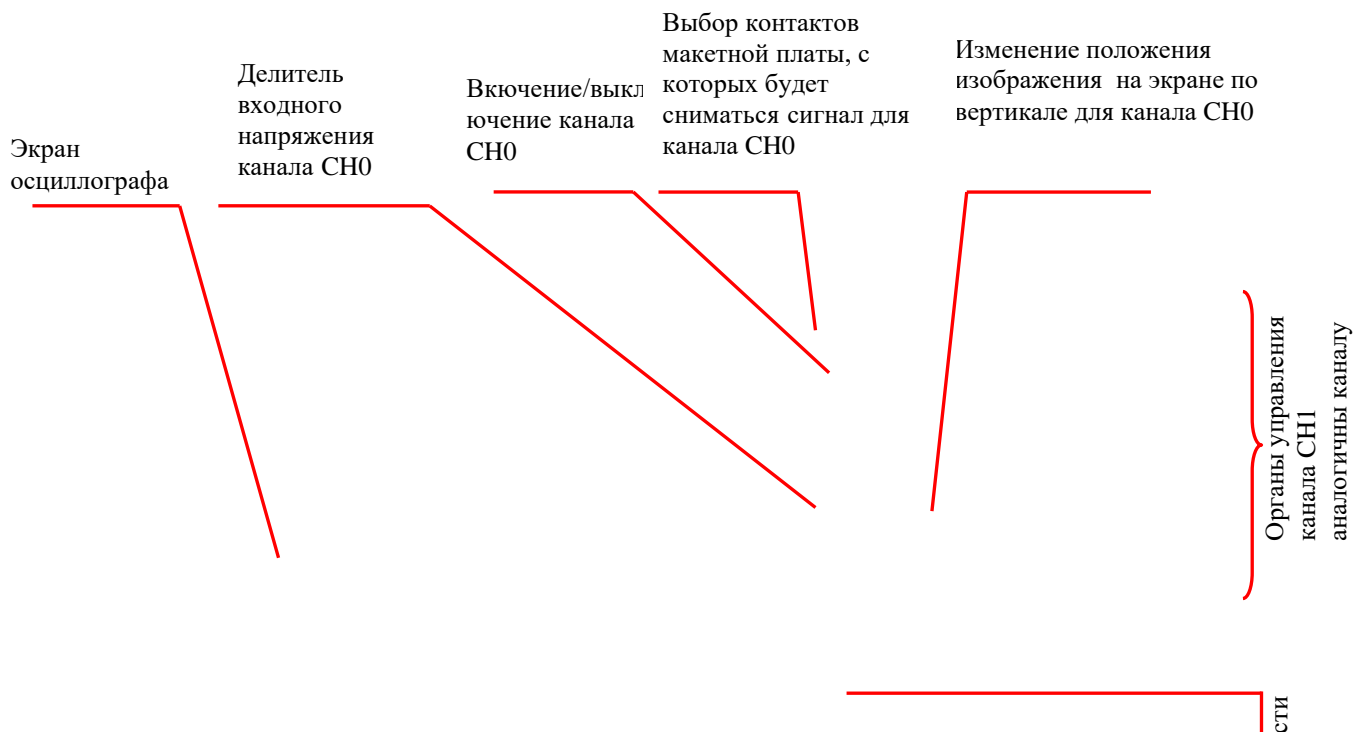 Экран
осциллографа
Делитель
входного
напряжения
канала CH0
Вкючение/выкл
ючение канала
CH0
Выбор контактов
макетной платы, с
которых будет
сниматься сигнал для
канала CH0
Изменение положения
изображения на экране по
вертикале для канала CH0
Органы управления
канала CH1
аналогичны каналу
сти